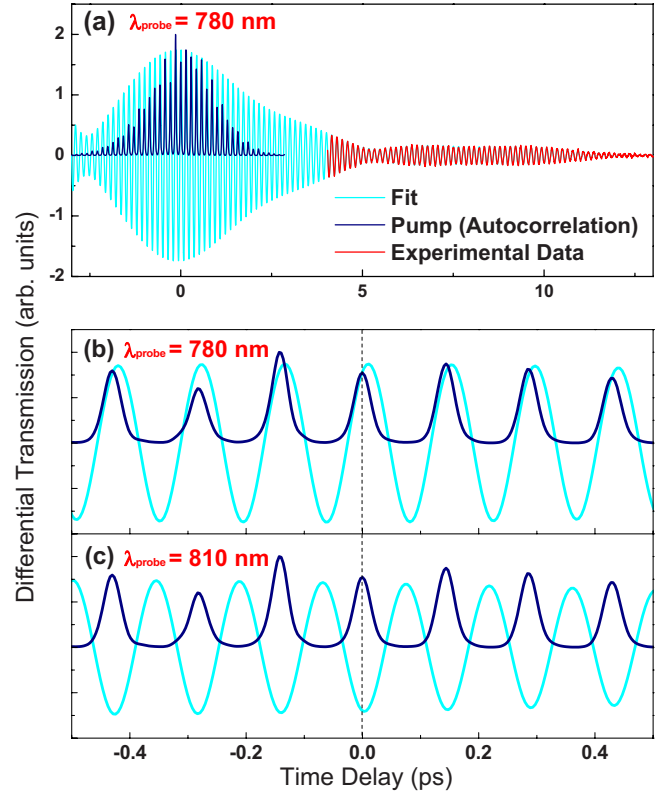 (a) λprobe = 780 nm
2
1
0
-1
-2
Fit
Pump (Autocorrelation)
Experimental Data
0 5 10
Differential Transmission (arb. units)
(b) λprobe = 780 nm
(c) λprobe = 810 nm
-0.4 -0.2 0.0 0.2 0.4
Time Delay (ps)